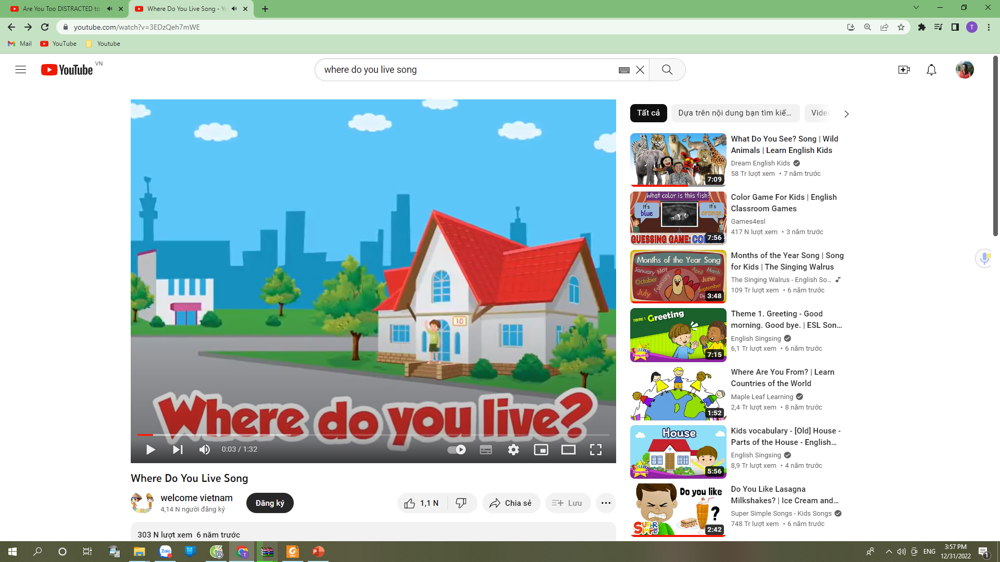 Are You Too DISTRACTED to
Where Do You Live Song - Yo
youtube.com/watch?v=3EDzQeh7mWE
T
Mail
YouTube
Youtube
YouTube
VN
where do you live song
10
Where do you live?
0:03 / 1:32
Where Do You Live Song
welcome vietnam
4,14 N người đăng ký
Đăng ký
1,1 N
Chia sẻ
Lưu
303 N lượt xem 6 năm trước
Tất cả
Dựa trên nội dung bạn tìm kiế...
Video
7:09
What Do You See? Song | Wild
Animals | Learn English Kids
Dream English Kids
58 Tr lượt xem • 7 năm trước
What color is this fish?
It's
blue
It's
orange
GUESSING GAME: COLORS
7:56
Color Game For Kids | English
Classroom Games
Games4esl
417 N lượt xem • 3 năm trước
Months of the Year Song
January May April March
October February June
July September
3:48
Months of the Year Song | Song
for Kids | The Singing Walrus
The Singing Walrus - English So...
109 Tr lượt xem • 6 năm trước
THEME 1 Greeting
English
Singsing
7:15
Theme 1. Greeting - Good
morning. Good bye. | ESL Son...
English Singsing
6,1 Tr lượt xem • 6 năm trước
1:52
Where Are You From? | Learn
Countries of the World
Maple Leaf Learning
2,4 Tr lượt xem • 8 năm trước
House
English
Singsing
5:56
Kids vocabulary - [Old] House -
Parts of the House - English...
English Singsing
8,9 Tr lượt xem • 4 năm trước
Do you like
?
SUPER
SIMPLE
2:42
Do You Like Lasagna
Milkshakes? | Ice Cream and...
Super Simple Songs - Kids Songs
748 Tr lượt xem • 6 năm trước
Zalo
T
PDF
ENG
3:57 PM
12/31/2022
1